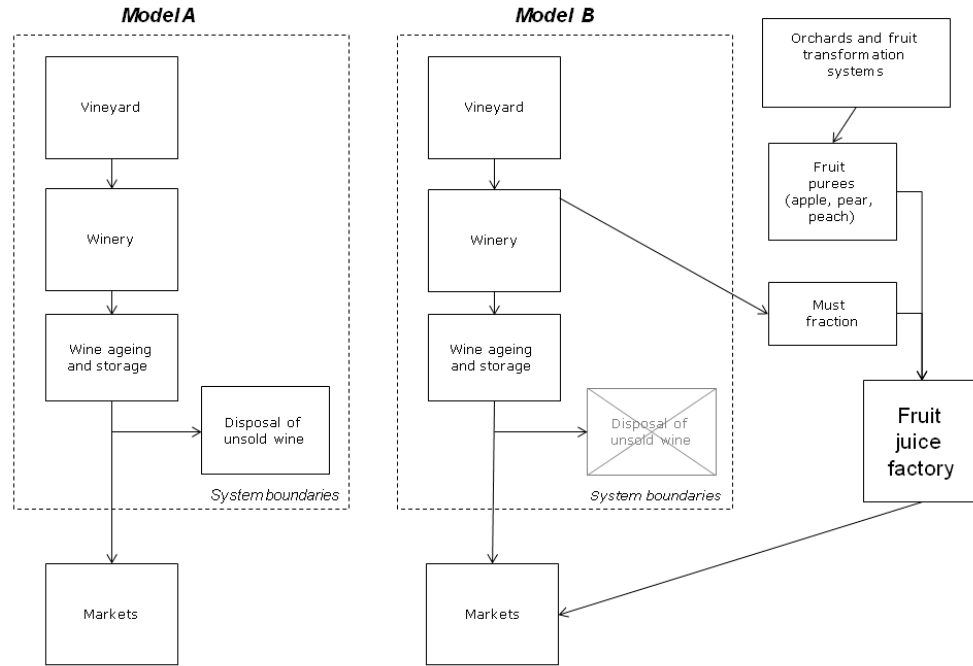 Model A
Vineyard
Winery
Wine ageing
and storage
Disposal of
unsold wine
System boundaries
Markets
Model B
Vineyard
Winery
Wine ageing
and storage
Disposal of
unsold wine
System boundaries
Markets
Orchards and fruit
transformation
systems
Fruit
purees
(apple, pear,
peach)
Must
fraction
Fruit
juice
factory